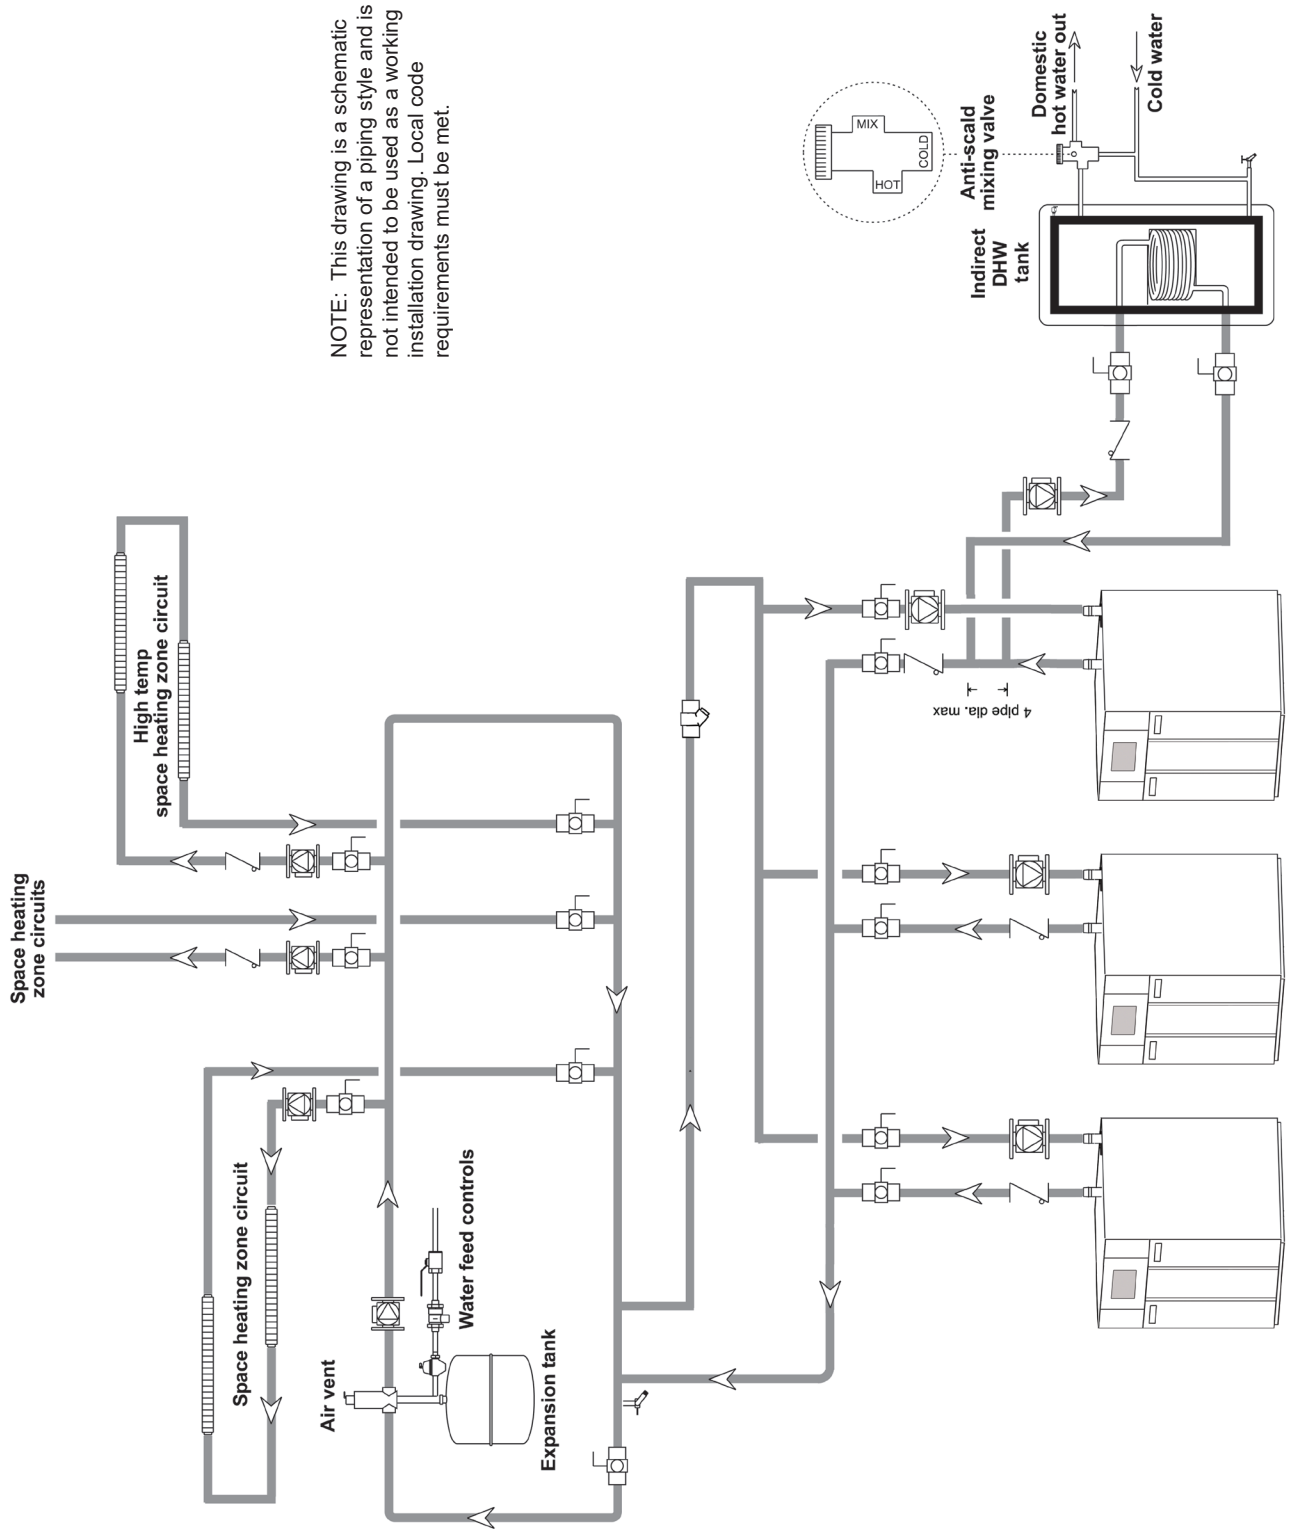 NOTE:  This drawing is a schematic
representation of a piping style and is
not intended to be used as a working
installation drawing. Local code
requirements must be met.
Space heating
zone circuits
High temp
space heating zone circuit
Space heating zone circuit
Air vent
Water feed controls
Expansion tank
MIX
HOT
COLD
Anti-scald
mixing valve
Domestic
hot water out
Cold water
Indirect
DHW
tank
4 pipe dia. max